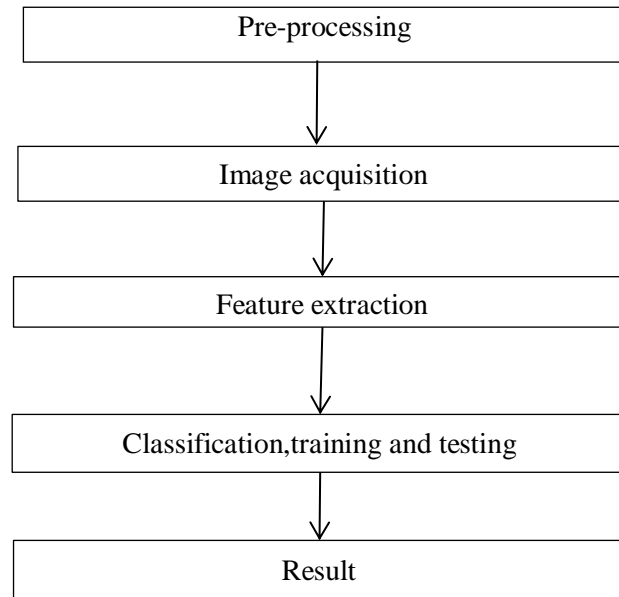 Pre-processing
Image acquisition
Feature extraction
Classification,training and testing
Result